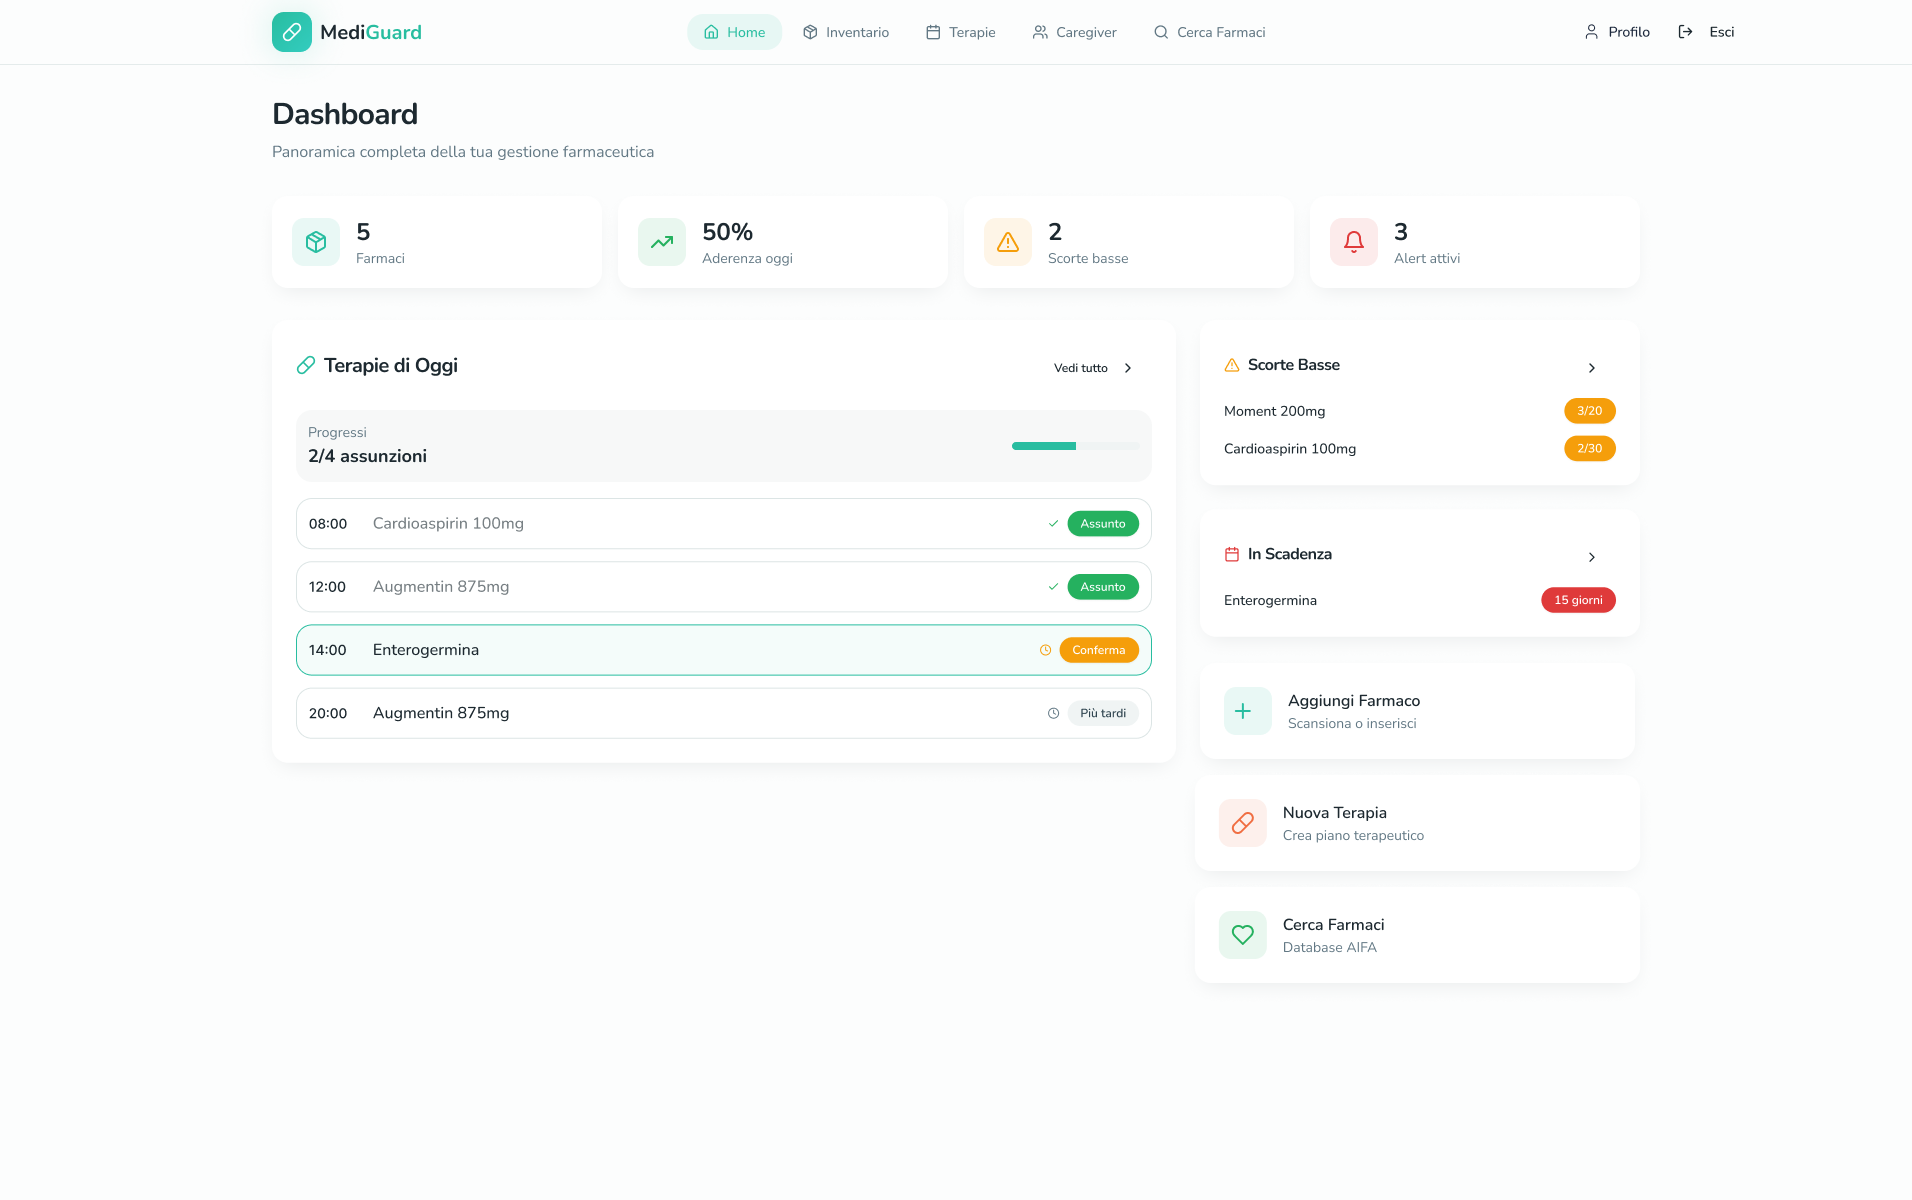 MediGuard
Home
Inventario
Terapie
Caregiver
Cerca Farmaci
Profilo
Esci
Dashboard
Panoramica completa della tua gestione farmaceutica
5
Farmaci
50%
Aderenza oggi
2
Scorte basse
3
Alert attivi
Terapie di Oggi
Vedi tutto
Progressi
2/4 assunzioni
08:00 Cardioaspirin 100mg Assunto
12:00 Augmentin 875mg Assunto
14:00 Enterogermina Conferma
20:00 Augmentin 875mg Più tardi
Scorte Basse
Moment 200mg 3/20
Cardioaspirin 100mg 2/30
In Scadenza
Enterogermina 15 giorni
Aggiungi Farmaco
Scansiona o inserisci
Nuova Terapia
Crea piano terapeutico
Cerca Farmaci
Database AIFA